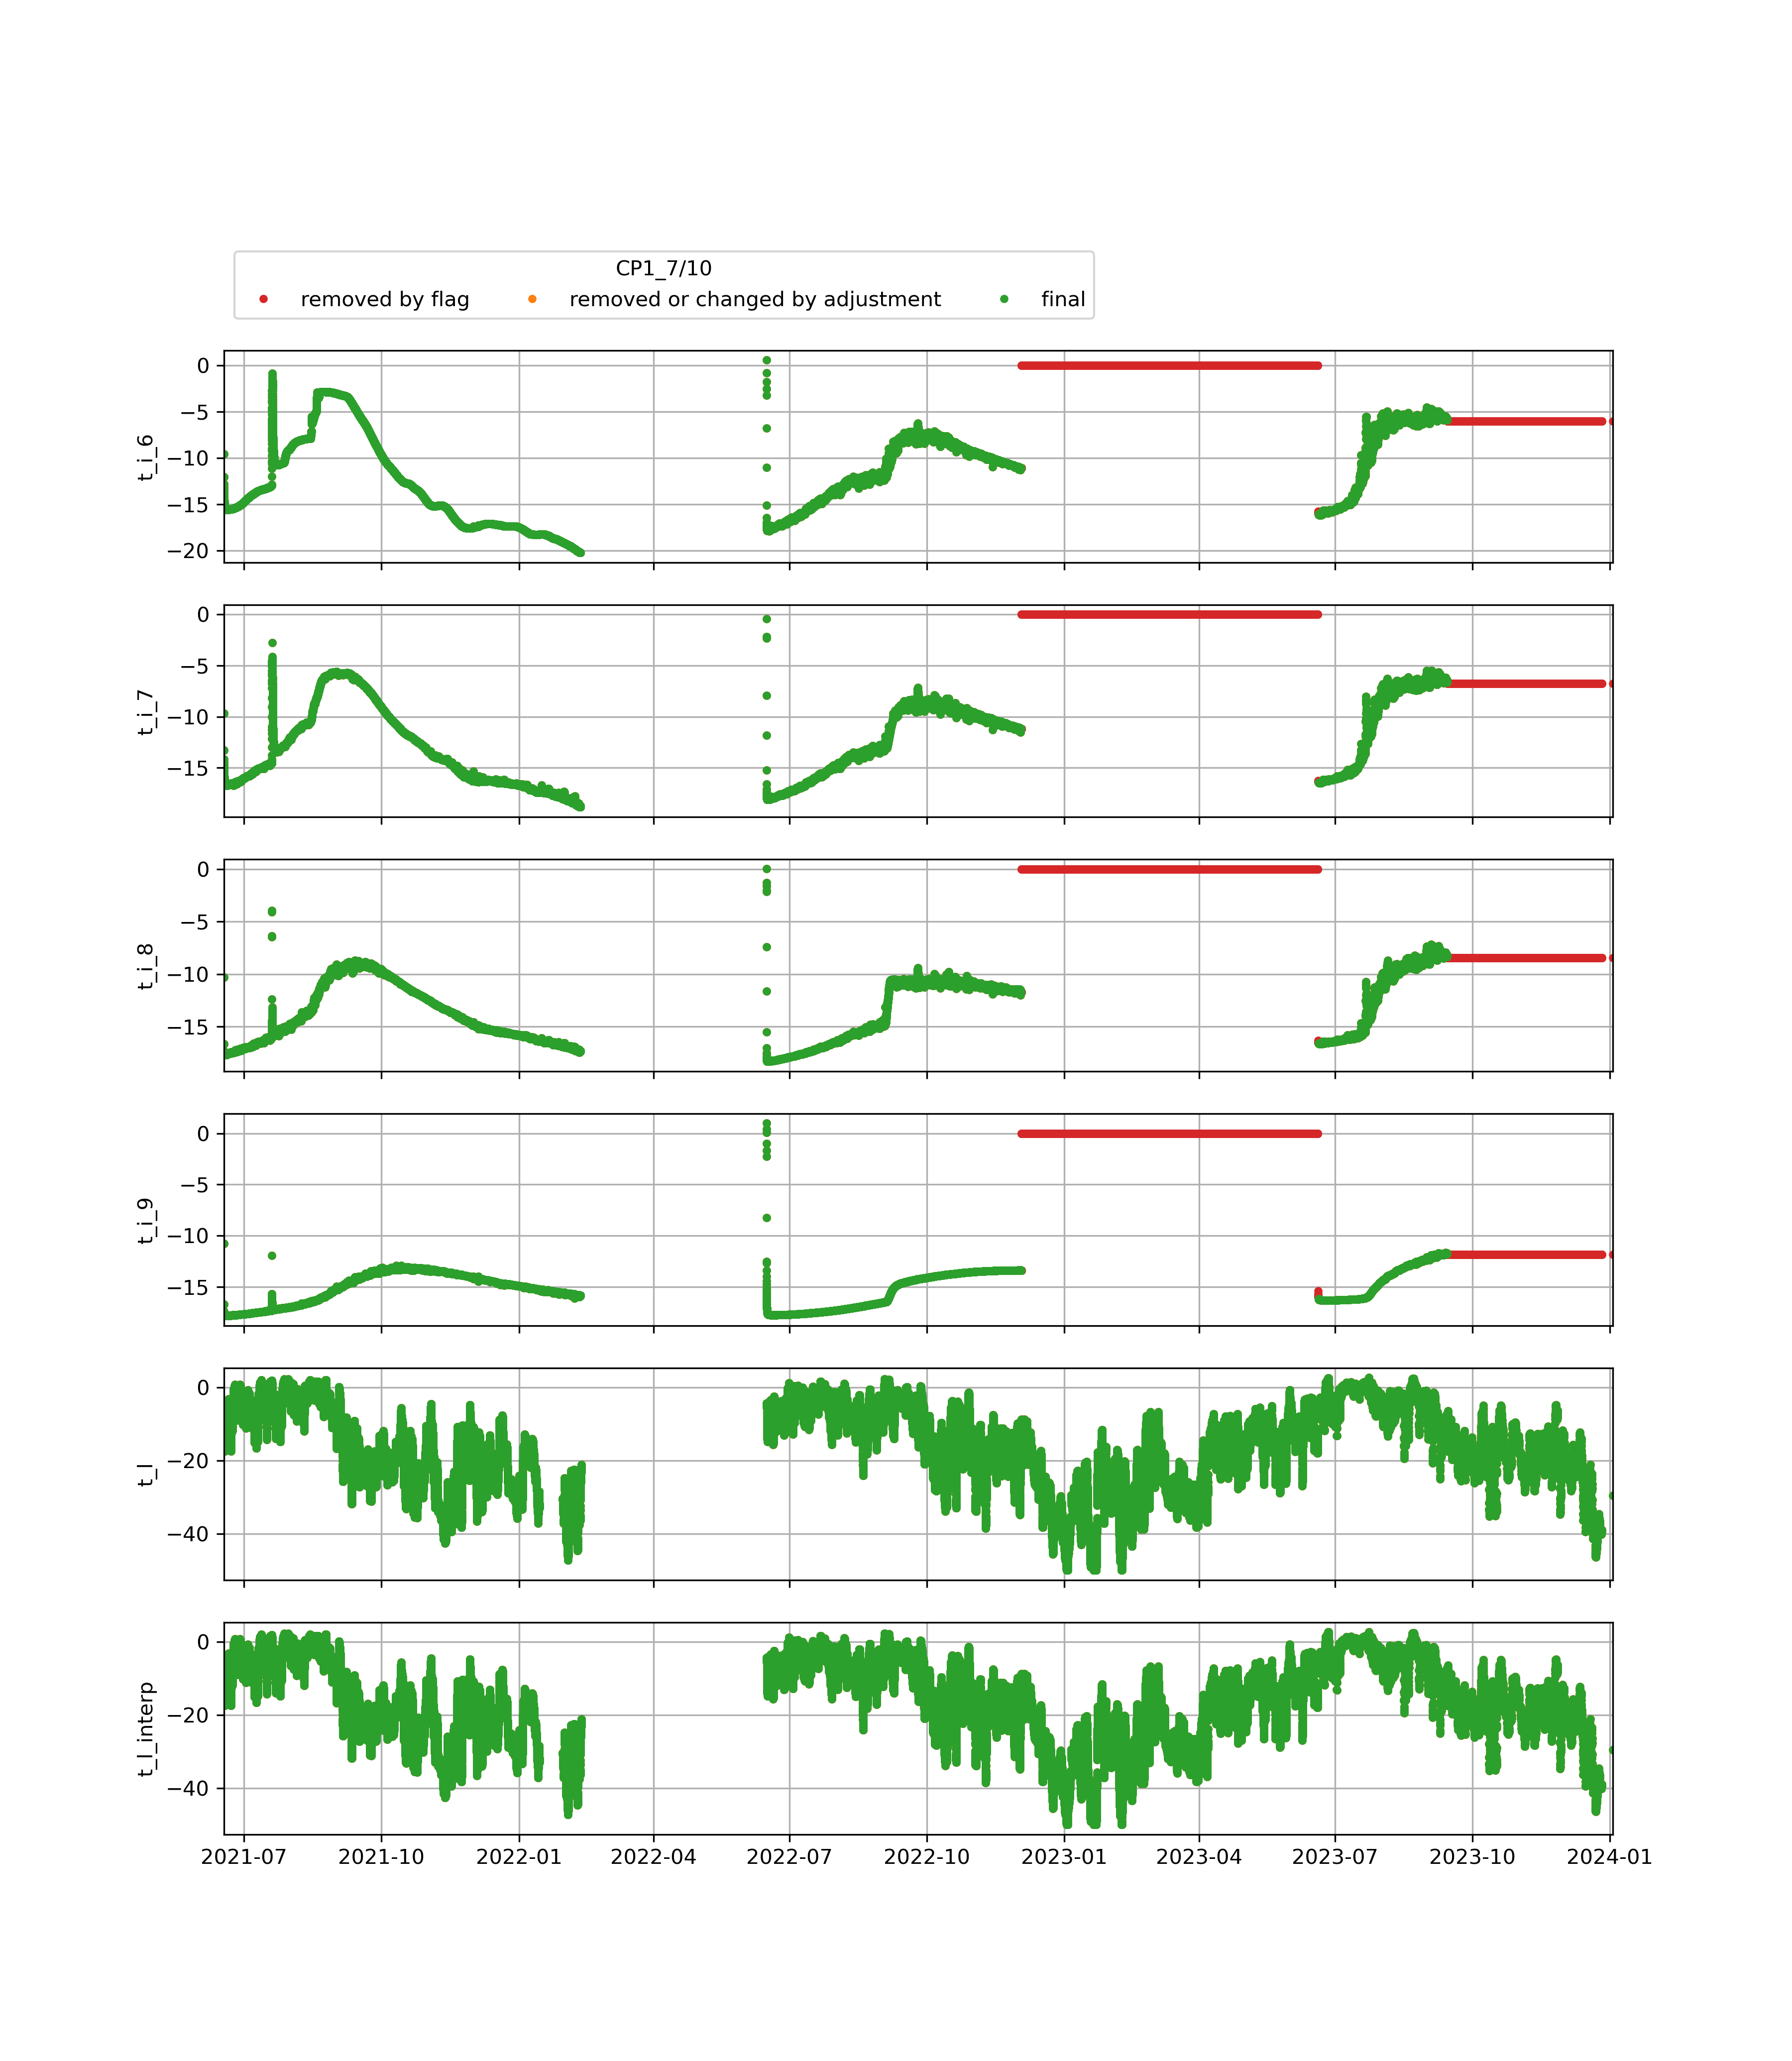 CP1_7/10
removed by flag removed or changed by adjustment final
0
−5
−10
−15
−20
t_i_6
0
−5
−10
−15
t_i_7
0
−5
−10
−15
t_i_8
0
−5
−10
−15
t_i_9
0
−20
−40
t_l
0
−20
−40
t_l_interp
2021-07 2021-10 2022-01 2022-04 2022-07 2022-10 2023-01 2023-04 2023-07 2023-10 2024-01